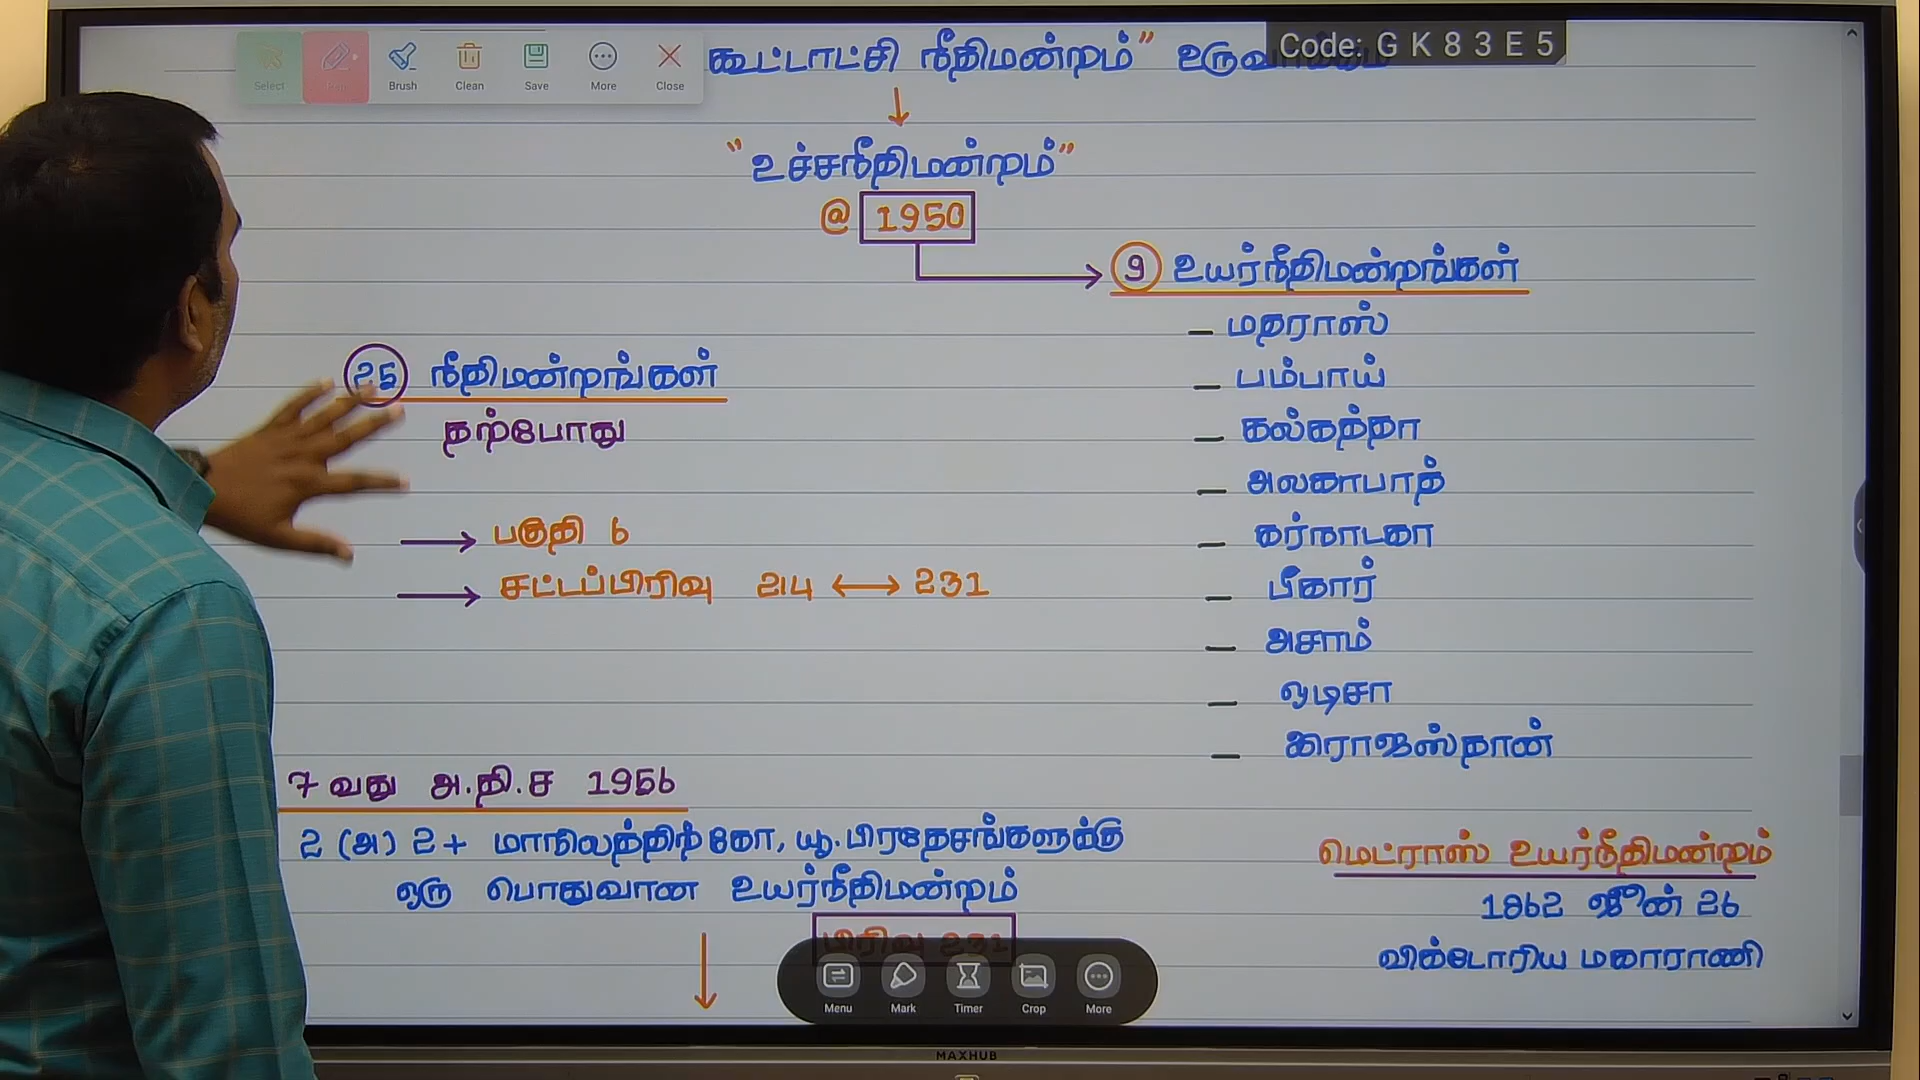 Code: G K 8 3 E 5
Select
Brush
Clean
Save
More
Close
கூட்டாட்சி நீதிமன்றம்"
"உச்சநீதிமன்றம்"
@ 1950
9 உயர்நீதிமன்றங்கள்
– மதராஸ்
– பம்பாய்
– கல்கத்தா
– அலகாபாத்
– கர்நாடகா
– பீகார்
– அசாம்
– ஒடிசா
– இராஜஸ்தான்
25 நீதிமன்றங்கள்
தற்போது
→ பகுதி 6
→ சட்டப்பிரிவு 214 ↔ 231
7 வது அ.தி.ச 1956
2 (அ) 2+ மாநிலத்திற்கோ, யூ.பிரதேசங்களுக்கு
ஒரு பொதுவான உயர்நீதிமன்றம்
பிரிவு 231
மெட்ராஸ் உயர்நீதிமன்றம்
1862 ஜீன் 26
விக்டோரிய மகாராணி
Menu
Mark
Timer
Crop
More
MAXHUB